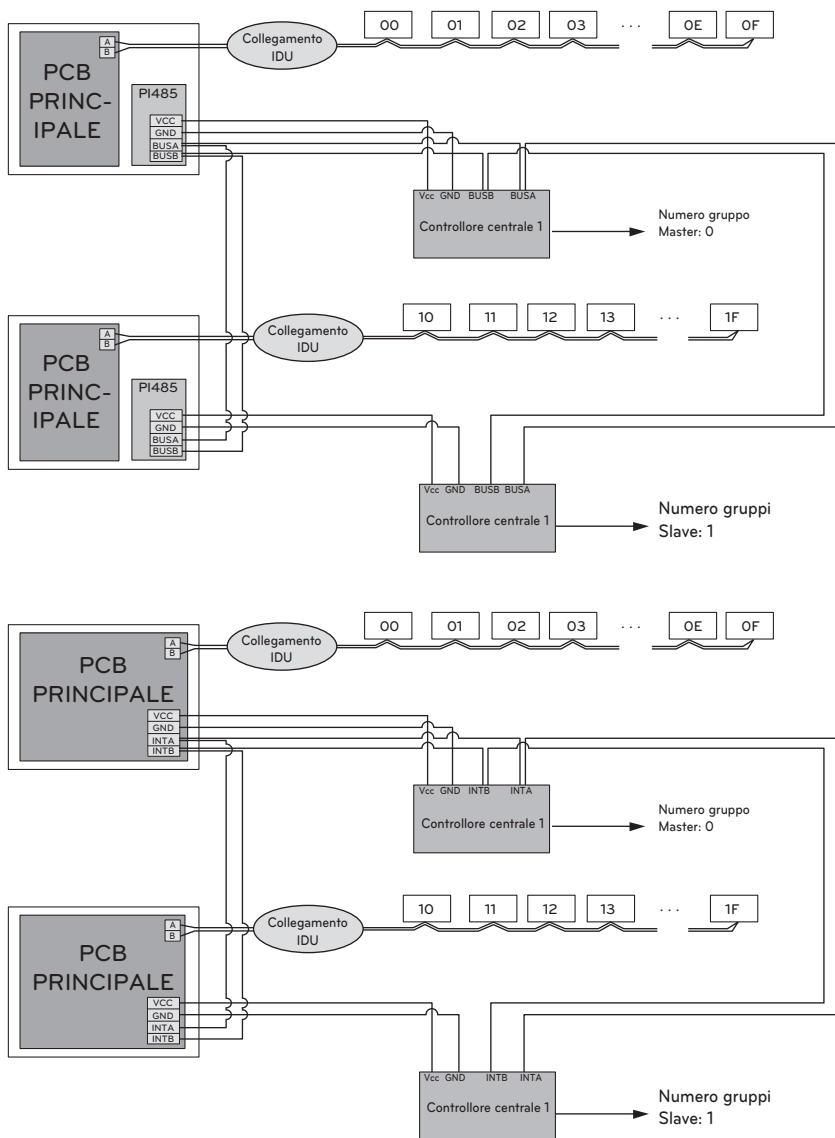 00 01 02 03 ... 0E 0F
A
B
Collegamento
IDU
PCB
PRINC-
IPALE
PI485
VCC
GND
BUSA
BUSB
Vcc GND BUSB BUSA
Controllore centrale 1
Numero gruppo
Master: 0
10 11 12 13 ... 1F
A
B
Collegamento
IDU
PCB
PRINC-
IPALE
PI485
VCC
GND
BUSA
BUSB
Vcc GND BUSB BUSA
Controllore centrale 1
Numero gruppi
Slave: 1
00 01 02 03 ... 0E 0F
A
B
Collegamento
IDU
PCB
PRINCIPALE
VCC
GND
INTA
INTB
Vcc GND INTB INTA
Controllore centrale 1
Numero gruppo
Master: 0
10 11 12 13 ... 1F
A
B
Collegamento
IDU
PCB
PRINCIPALE
VCC
GND
INTA
INTB
Vcc GND INTB INTA
Controllore centrale 1
Numero gruppi
Slave: 1